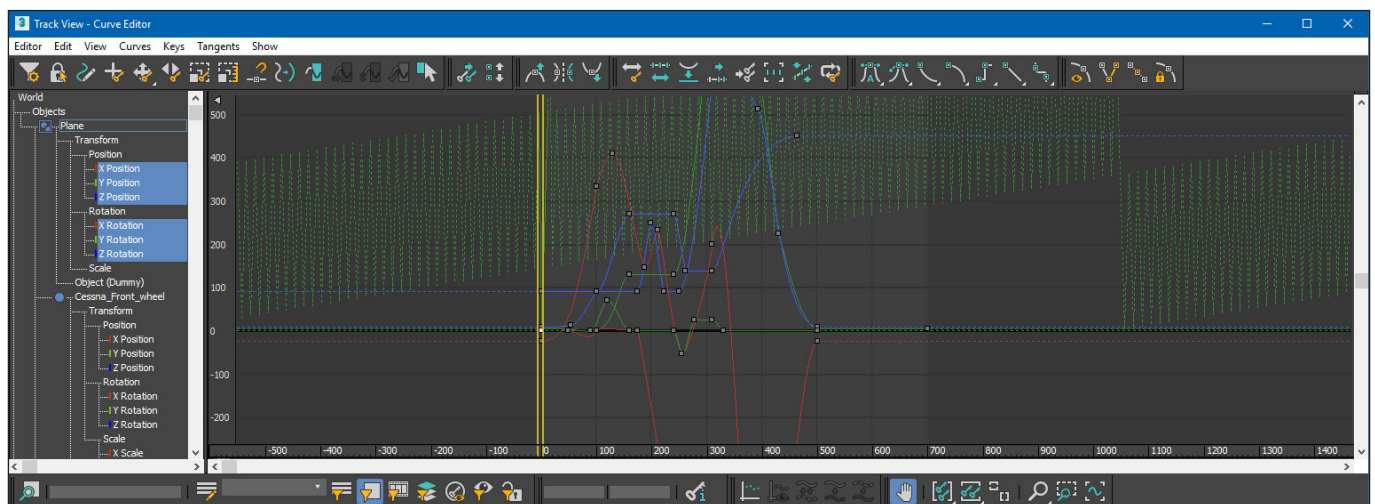 3 Track View - Curve Editor
Editor Edit View Curves Keys Tangents Show
World
Objects
Plane
Transform
Position
X Position
Y Position
Z Position
Rotation
X Rotation
Y Rotation
Z Rotation
Scale
Object (Dummy)
Cessna_Front_wheel
Transform
Position
X Position
Y Position
Z Position
Rotation
X Rotation
Y Rotation
Z Rotation
Scale
X Scale
500
400
300
200
100
0
-100
-200
-500 -400 -300 -200 -100 0 100 200 300 400 500 600 700 800 900 1000 1100 1200 1300 1400